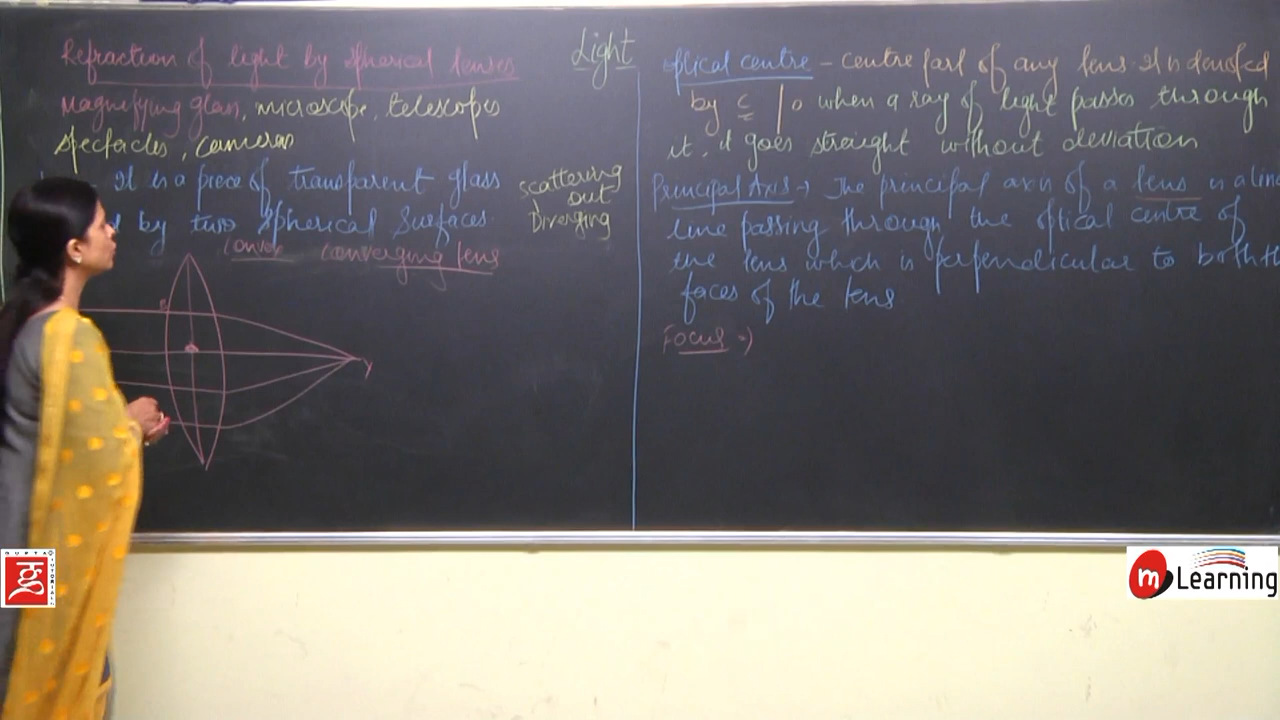 Light
Refraction of light by spherical lenses
Magnifying glass, microscope, telescopes
spectacles, cameras
It is a piece of transparent glass
by two spherical surfaces.
convex converging lens
scattering
out
Diverging
Y
optical centre - centre part of any lens. It is denoted
by C / o when a ray of light passes through
it, it goes straight without deviation
Principal Axis → The principal axis of a lens is a line
line passing through the optical centre of
the lens which is perpendicular to both th
faces of the lens
Focus →
GUPTA TUTORIALS
m Learning